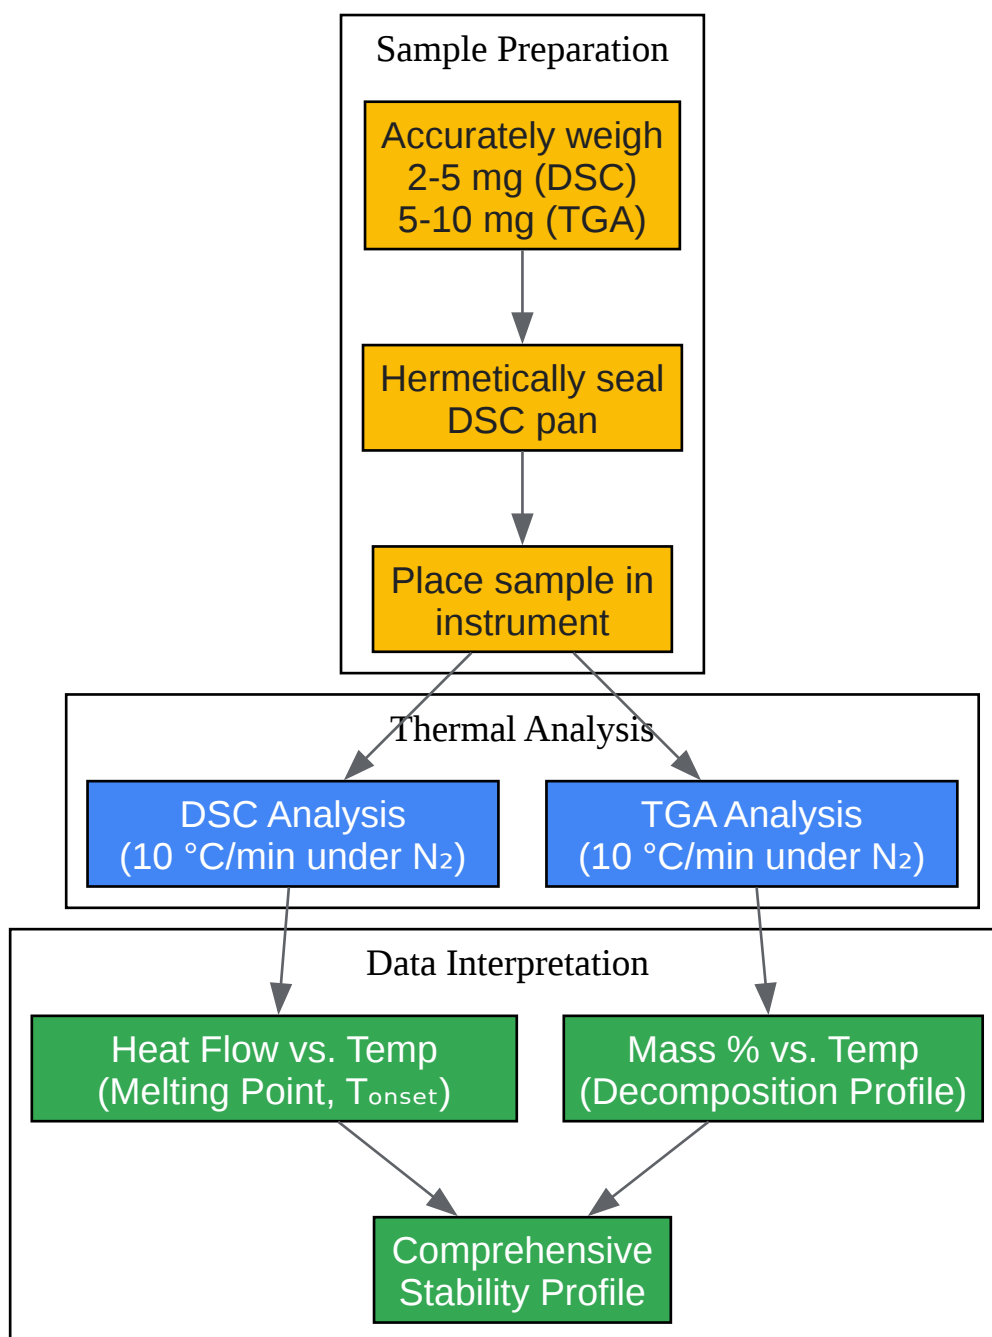 Sample Preparation
Accurately weigh
2-5 mg (DSC)
5-10 mg (TGA)
Hermetically seal
DSC pan
Place sample in
instrument
Thermal Analysis
DSC Analysis
(10 °C/min under N₂)
TGA Analysis
(10 °C/min under N₂)
Data Interpretation
Heat Flow vs. Temp
(Melting Point, Tₒₙₛₑₜ)
Mass % vs. Temp
(Decomposition Profile)
Comprehensive
Stability Profile